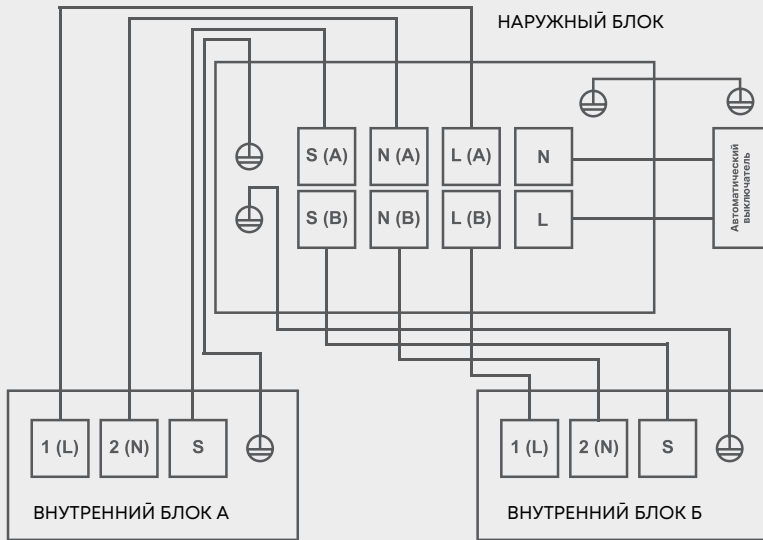 НАРУЖНЫЙ БЛОК
S (A)
N (A)
L (A)
N
S (B)
N (B)
L (B)
L
Автоматический
выключатель
1 (L)
2 (N)
S
ВНУТРЕННИЙ БЛОК А
1 (L)
2 (N)
S
ВНУТРЕННИЙ БЛОК Б